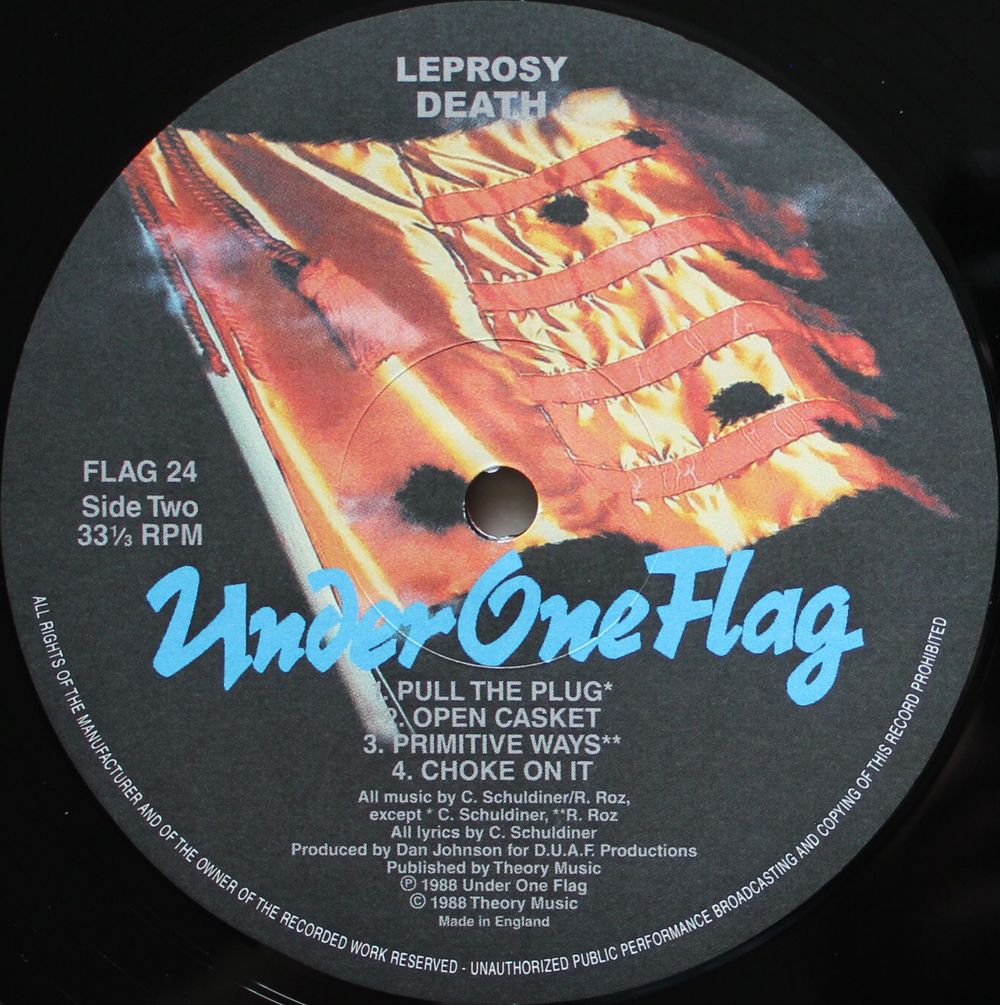 LEPROSY
DEATH
FLAG 24
Side Two
33⅓ RPM
Under One Flag
1. PULL THE PLUG*
2. OPEN CASKET
3. PRIMITIVE WAYS**
4. CHOKE ON IT
All music by C. Schuldiner/R. Roz,
except * C. Schuldiner, **R. Roz
All lyrics by C. Schuldiner
Produced by Dan Johnson for D.U.A.F. Productions
Published by Theory Music
℗ 1988 Under One Flag
© 1988 Theory Music
Made in England
ALL RIGHTS OF THE MANUFACTURER AND OF THE OWNER OF THE RECORDED WORK RESERVED - UNAUTHORIZED PUBLIC PERFORMANCE BROADCASTING AND COPYING OF THIS RECORD PROHIBITED